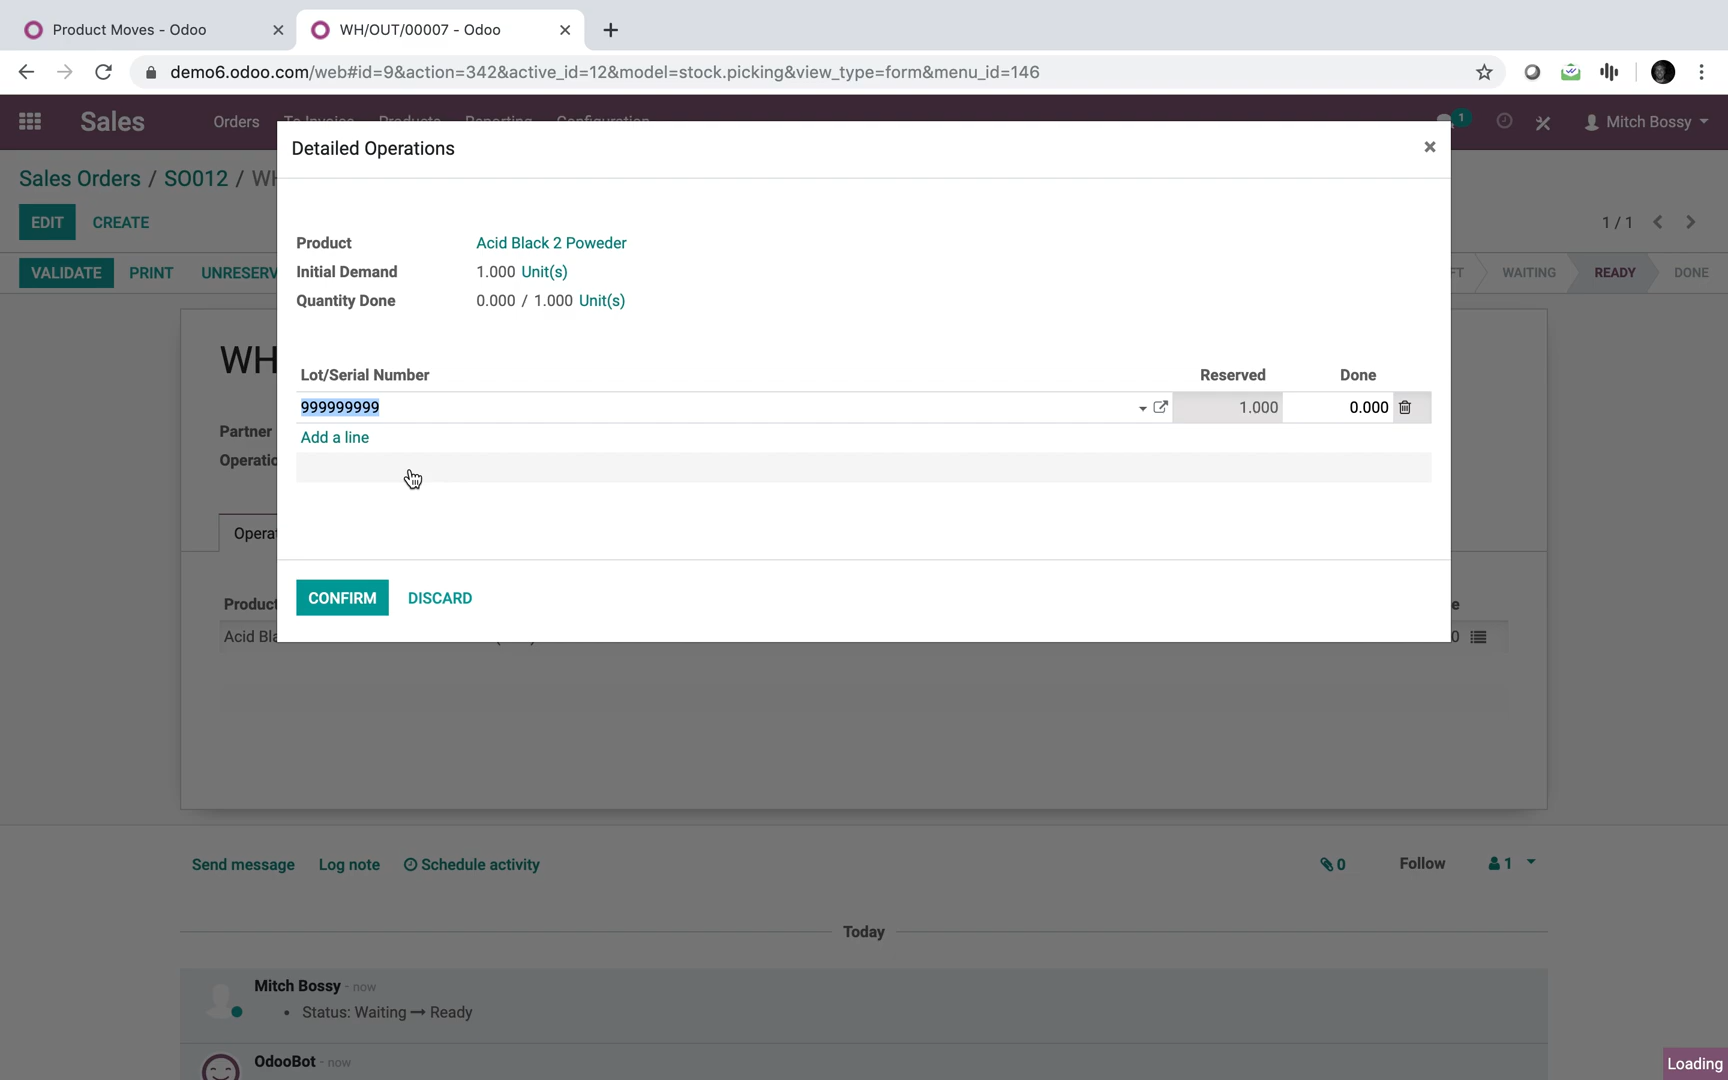 Product Moves - Odoo
WH/OUT/00007 - Odoo
demo6.odoo.com/web#id=9&action=342&active_id=12&model=stock.picking&view_type=form&menu_id=146
Sales Orders To Invoice Products Reporting Configuration 1 Mitch Bossy
Detailed Operations
Sales Orders / SO012 / WH
EDIT CREATE 1 / 1
VALIDATE PRINT UNRESERV WAITING READY DONE
Product Acid Black 2 Poweder
Initial Demand 1.000 Unit(s)
Quantity Done 0.000 / 1.000 Unit(s)
WH
Lot/Serial Number Reserved Done
999999999 1.000 0.000
Partner
Add a line
Operatio
Operat
CONFIRM DISCARD
Product
Acid Bla
Send message Log note Schedule activity 0 Follow 1
Today
Mitch Bossy - now
• Status: Waiting → Ready
OdooBot - now
Loading